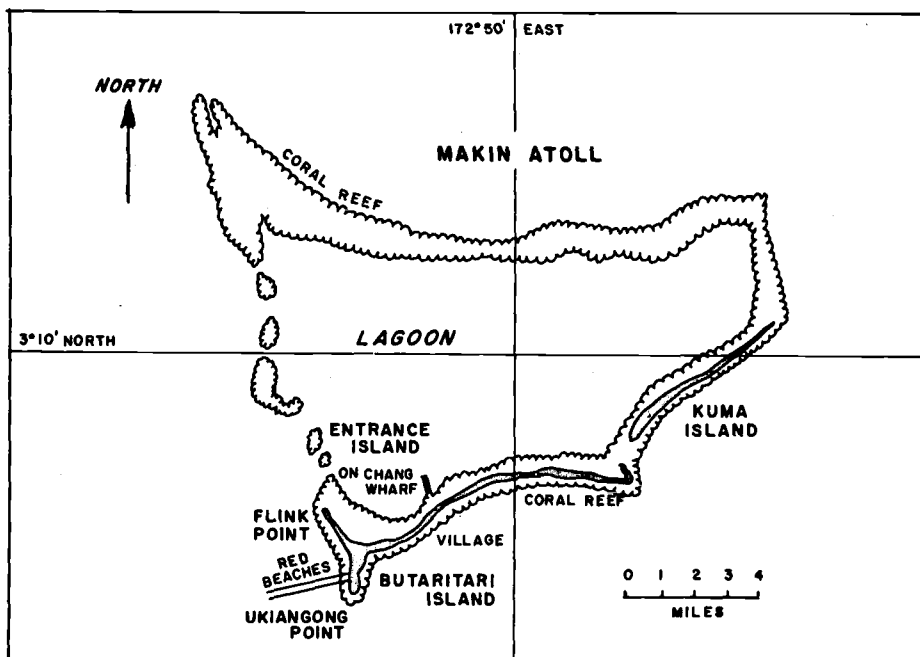 172°50' EAST
NORTH
CORAL REEF
MAKIN ATOLL
3°10' NORTH
LAGOON
KUMA
ISLAND
ENTRANCE
ISLAND
ON CHANG
WHARF
CORAL REEF
FLINK
POINT
VILLAGE
RED
BEACHES
BUTARITARI
ISLAND
UKIANGONG
POINT
0 1 2 3 4
MILES